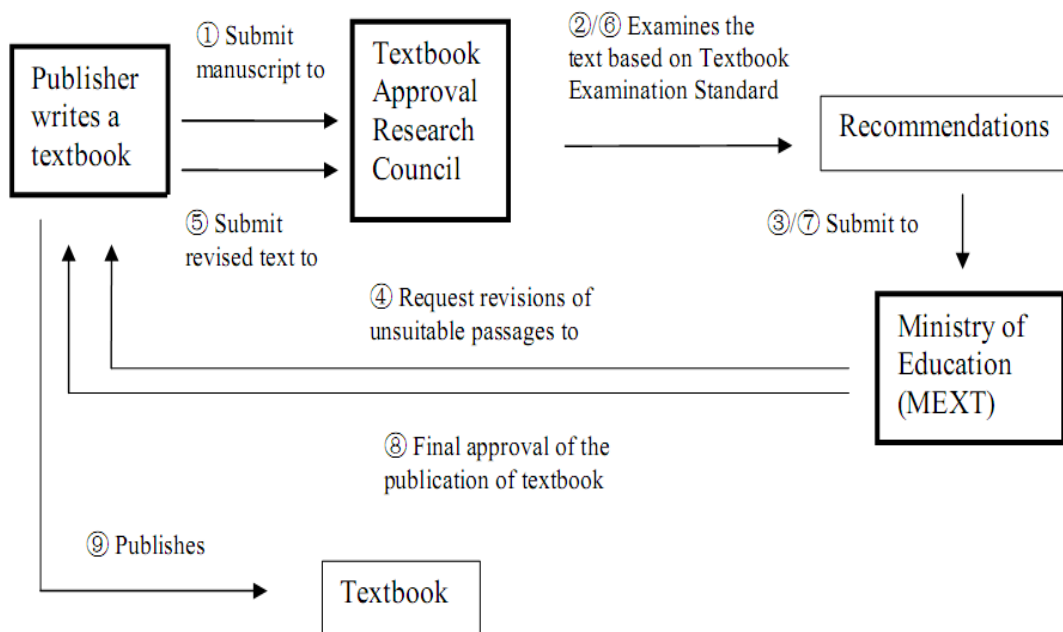 Publisher
writes a
textbook
① Submit
manuscript to
Textbook
Approval
Research
Council
②/⑥ Examines the
text based on Textbook
Examination Standard
Recommendations
③/⑦ Submit to
Ministry of
Education
(MEXT)
④ Request revisions of
unsuitable passages to
⑤ Submit
revised text to
⑧ Final approval of the
publication of textbook
⑨ Publishes
Textbook